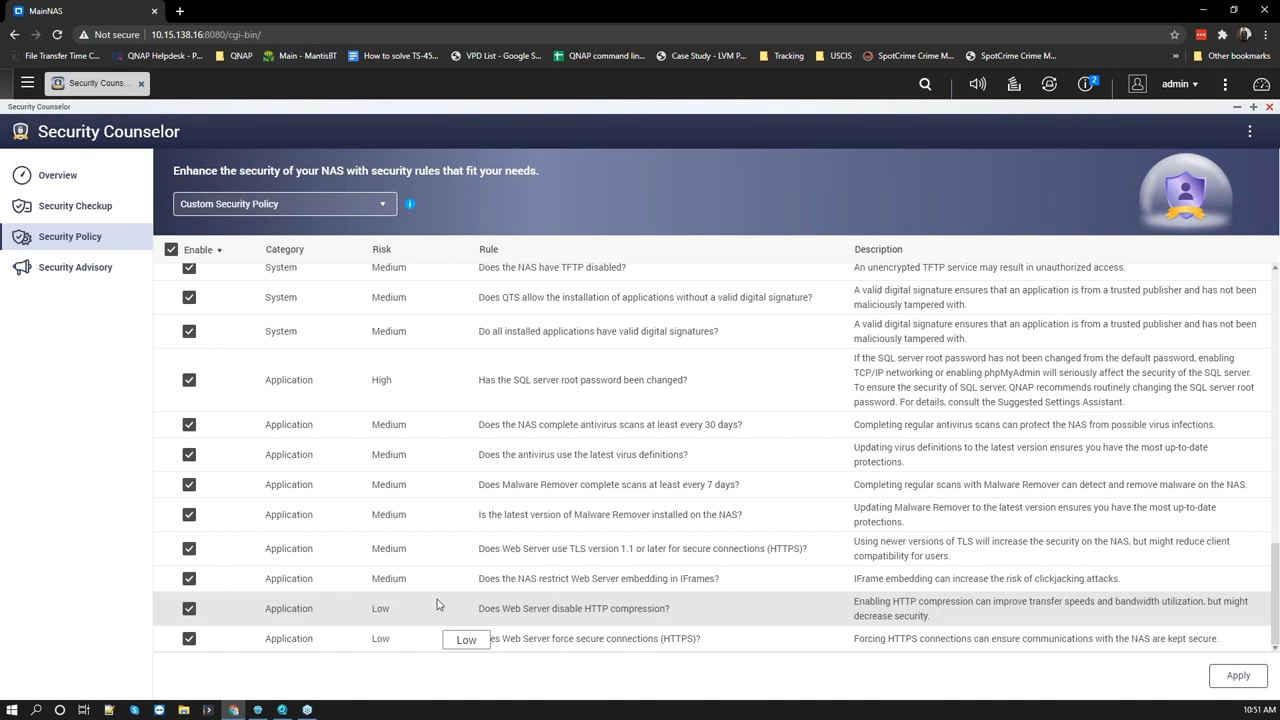 MainNAS
Not secure | 10.15.138.16:8080/cgi-bin/
File Transfer Time C...
QNAP Helpdesk - P...
QNAP
Main - MantisBT
How to solve TS-45...
VPD List - Google S...
QNAP command lin...
Case Study - LVM P...
Tracking
USCIS
SpotCrime Crime M...
SpotCrime Crime M...
»
Other bookmarks
Security Couns...
2
admin
Security Counselor
Security Counselor
Overview
Security Checkup
Security Policy
Security Advisory
Enhance the security of your NAS with security rules that fit your needs.
Custom Security Policy
Enable Category Risk Rule Description
System Medium Does the NAS have TFTP disabled? An unencrypted TFTP service may result in unauthorized access.
System Medium Does QTS allow the installation of applications without a valid digital signature? A valid digital signature ensures that an application is from a trusted publisher and has not been
maliciously tampered with.
System Medium Do all installed applications have valid digital signatures? A valid digital signature ensures that an application is from a trusted publisher and has not been
maliciously tampered with.
Application High Has the SQL server root password been changed? If the SQL server root password has not been changed from the default password, enabling
TCP/IP networking or enabling phpMyAdmin will seriously affect the security of the SQL server.
To ensure the security of SQL server, QNAP recommends routinely changing the SQL server root
password. For details, consult the Suggested Settings Assistant.
Application Medium Does the NAS complete antivirus scans at least every 30 days? Completing regular antivirus scans can protect the NAS from possible virus infections.
Application Medium Does the antivirus use the latest virus definitions? Updating virus definitions to the latest version ensures you have the most up-to-date
protections.
Application Medium Does Malware Remover complete scans at least every 7 days? Completing regular scans with Malware Remover can detect and remove malware on the NAS.
Application Medium Is the latest version of Malware Remover installed on the NAS? Updating Malware Remover to the latest version ensures you have the most up-to-date
protections.
Application Medium Does Web Server use TLS version 1.1 or later for secure connections (HTTPS)? Using newer versions of TLS will increase the security on the NAS, but might reduce client
compatibility for users.
Application Medium Does the NAS restrict Web Server embedding in IFrames? IFrame embedding can increase the risk of clickjacking attacks.
Application Low Does Web Server disable HTTP compression? Enabling HTTP compression can improve transfer speeds and bandwidth utilization, but might
decrease security.
Application Low Low es Web Server force secure connections (HTTPS)? Forcing HTTPS connections can ensure communications with the NAS are kept secure.
Apply
10:51 AM